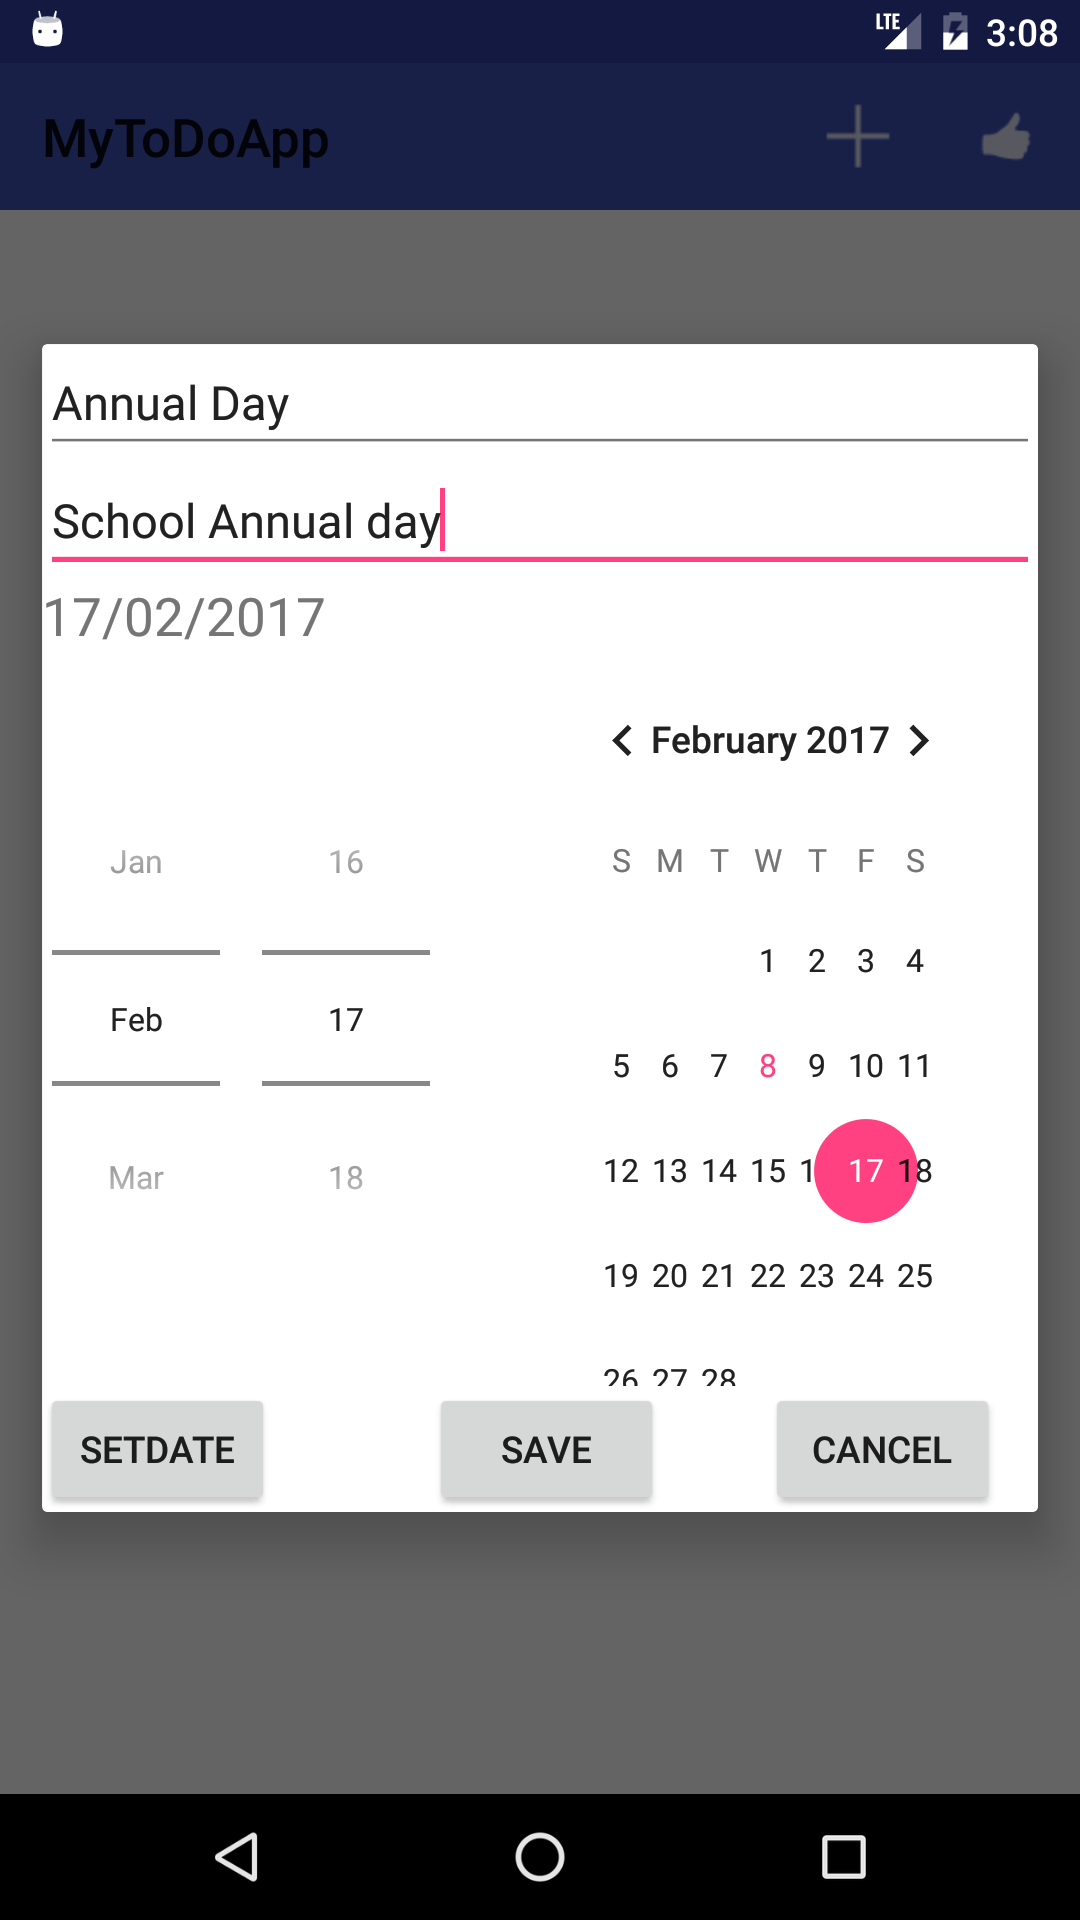 LTE 3:08
MyToDoApp
Annual Day
School Annual day
17/02/2017
February 2017
Jan 16
Feb 17
Mar 18
S M T W T F S
1 2 3 4
5 6 7 8 9 10 11
12 13 14 15 1 17 18
19 20 21 22 23 24 25
26 27 28
SETDATE SAVE CANCEL